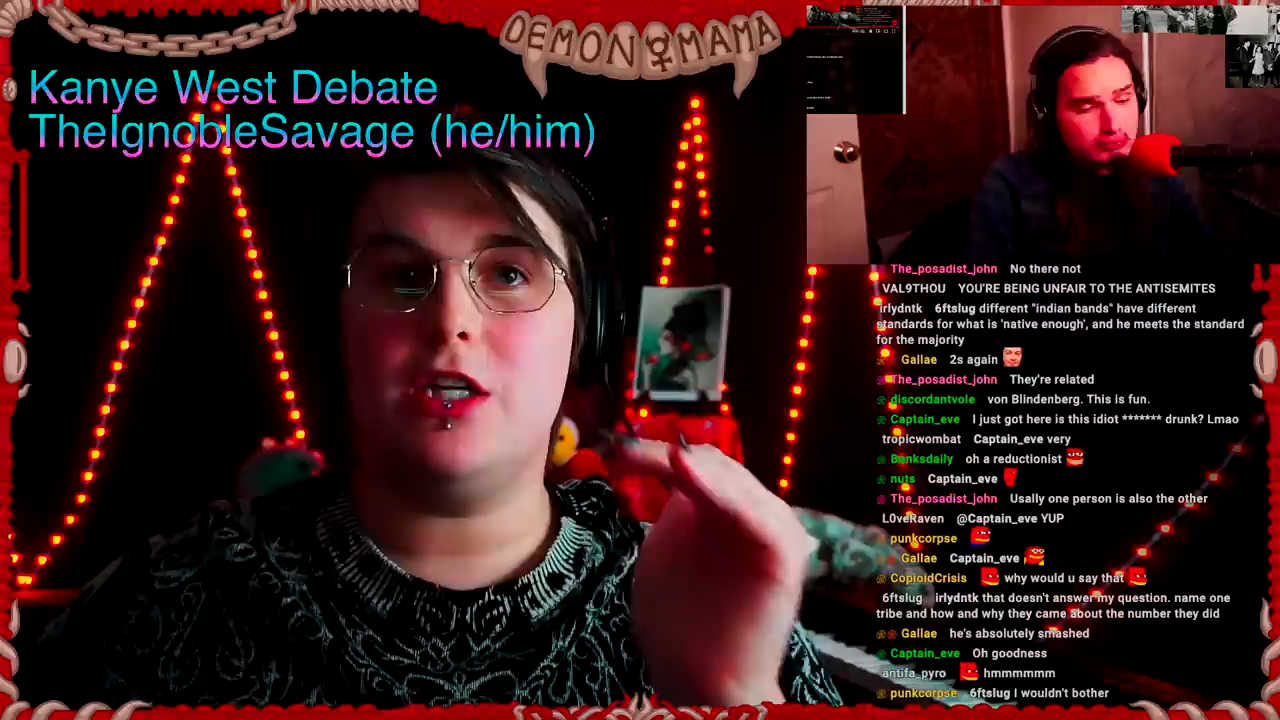 DEMON MAMA
Kanye West Debate
TheIgnobleSavage (he/him)
The_posadist_john No there not
VAL9THOU YOU'RE BEING UNFAIR TO THE ANTISEMITES
irlydntk 6ftslug different "indian bands" have different
standards for what is 'native enough', and he meets the standard
for the majority
Gallae 2s again
The_posadist_john They're related
discordantvole von Blindenberg. This is fun.
Captain_eve I just got here is this idiot ******* drunk? Lmao
tropicwombat Captain_eve very
Banksdaily oh a reductionist
nuts Captain_eve
The_posadist_john Usally one person is also the other
L0veRaven @Captain_eve YUP
punkcorpse
Gallae Captain_eve
CopioidCrisis why would u say that
6ftslug irlydntk that doesn't answer my question. name one
tribe and how and why they came about the number they did
Gallae he's absolutely smashed
Captain_eve Oh goodness
antifa_pyro hmmmmmm
punkcorpse 6ftslug I wouldn't bother